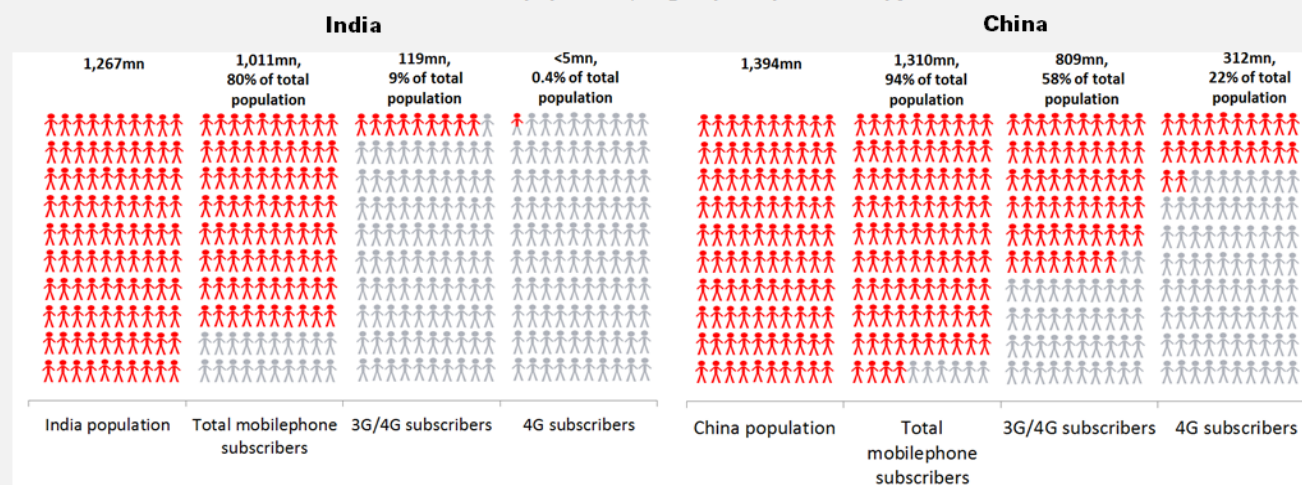 India
China
1,267mn
1,011mn,
80% of total
population
119mn,
9% of total
population
<5mn,
0.4% of total
population
1,394mn
1,310mn,
94% of total
population
809mn,
58% of total
population
312mn,
22% of total
population
India population
Total mobilephone
subscribers
3G/4G subscribers
4G subscribers
China population
Total
mobilephone
subscribers
3G/4G subscribers
4G subscribers